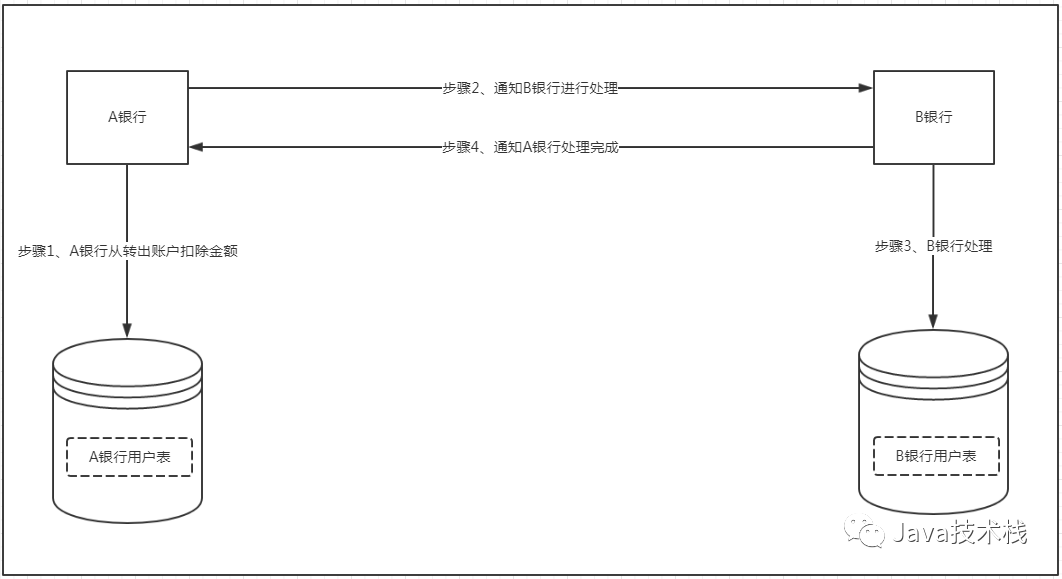 步骤2、通知B银行进行处理
A银行
B银行
步骤4、通知A银行处理完成
步骤1、A银行从转出账户扣除金额
步骤3、B银行处理
A银行用户表
B银行用户表
Java技术栈